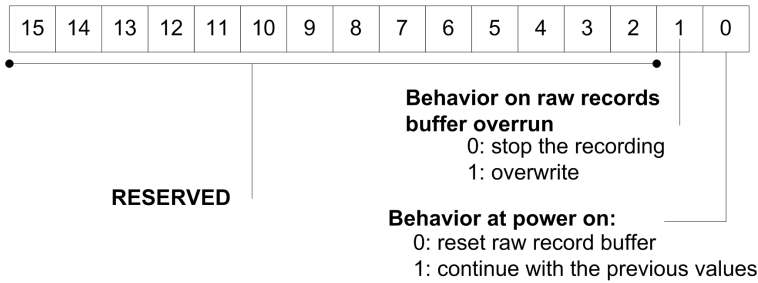 15 14 13 12 11 10 9 8 7 6 5 4 3 2 1 0
Behavior on raw records
buffer overrun
0: stop the recording
1: overwrite
RESERVED
Behavior at power on:
0: reset raw record buffer
1: continue with the previous values